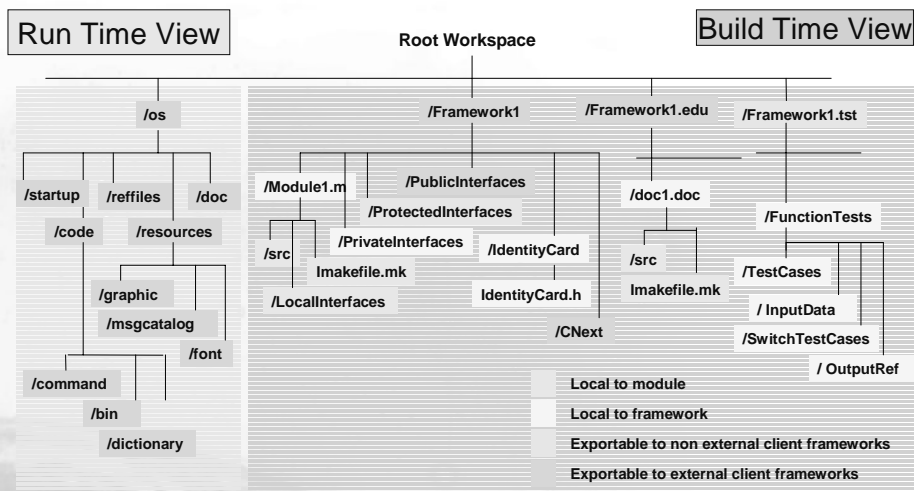 Run Time View
Root Workspace
Build Time View
/os
/Framework1
/Framework1.edu
/Framework1.tst
/startup
/reffiles
/doc
/code
/resources
/graphic
/msgcatalog
/font
/command
/bin
/dictionary
/Module1.m
/PublicInterfaces
/ProtectedInterfaces
/PrivateInterfaces
/src
Imakefile.mk
/LocalInterfaces
/IdentityCard
IdentityCard.h
/CNext
/doc1.doc
/src
Imakefile.mk
/FunctionTests
/TestCases
/ InputData
/SwitchTestCases
/ OutputRef
Local to module
Local to framework
Exportable to non external client frameworks
Exportable to external client frameworks